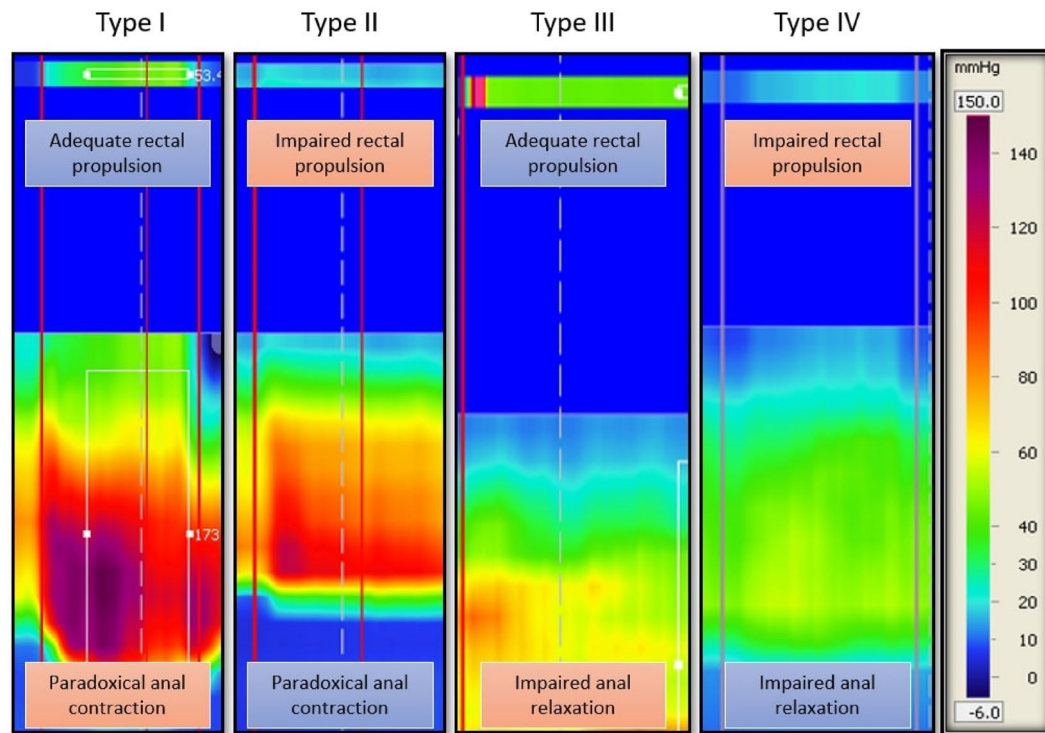 Type I
Type II
Type III
Type IV
53.4
Adequate rectal
propulsion
Impaired rectal
propulsion
Adequate rectal
propulsion
Impaired rectal
propulsion
173
Paradoxical anal
contraction
Paradoxical anal
contraction
Impaired anal
relaxation
Impaired anal
relaxation
mmHg
150.0
140
120
100
80
60
40
30
20
10
0
-6.0